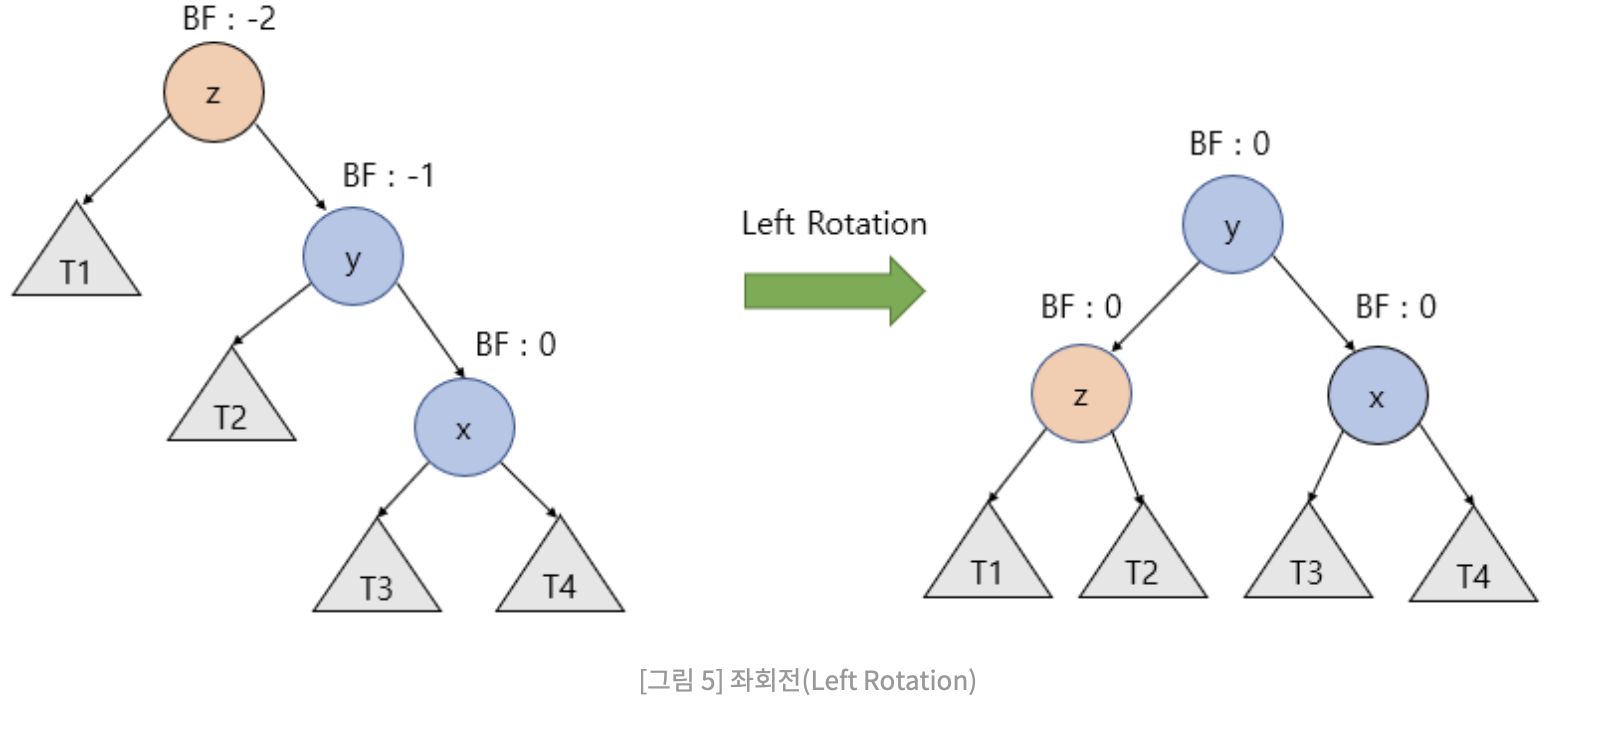 BF : -2
z
BF : -1
T1
y
BF : 0
T2
x
T3
T4
Left Rotation
BF : 0
y
BF : 0
BF : 0
z
x
T1
T2
T3
T4
[그림 5] 좌회전(Left Rotation)